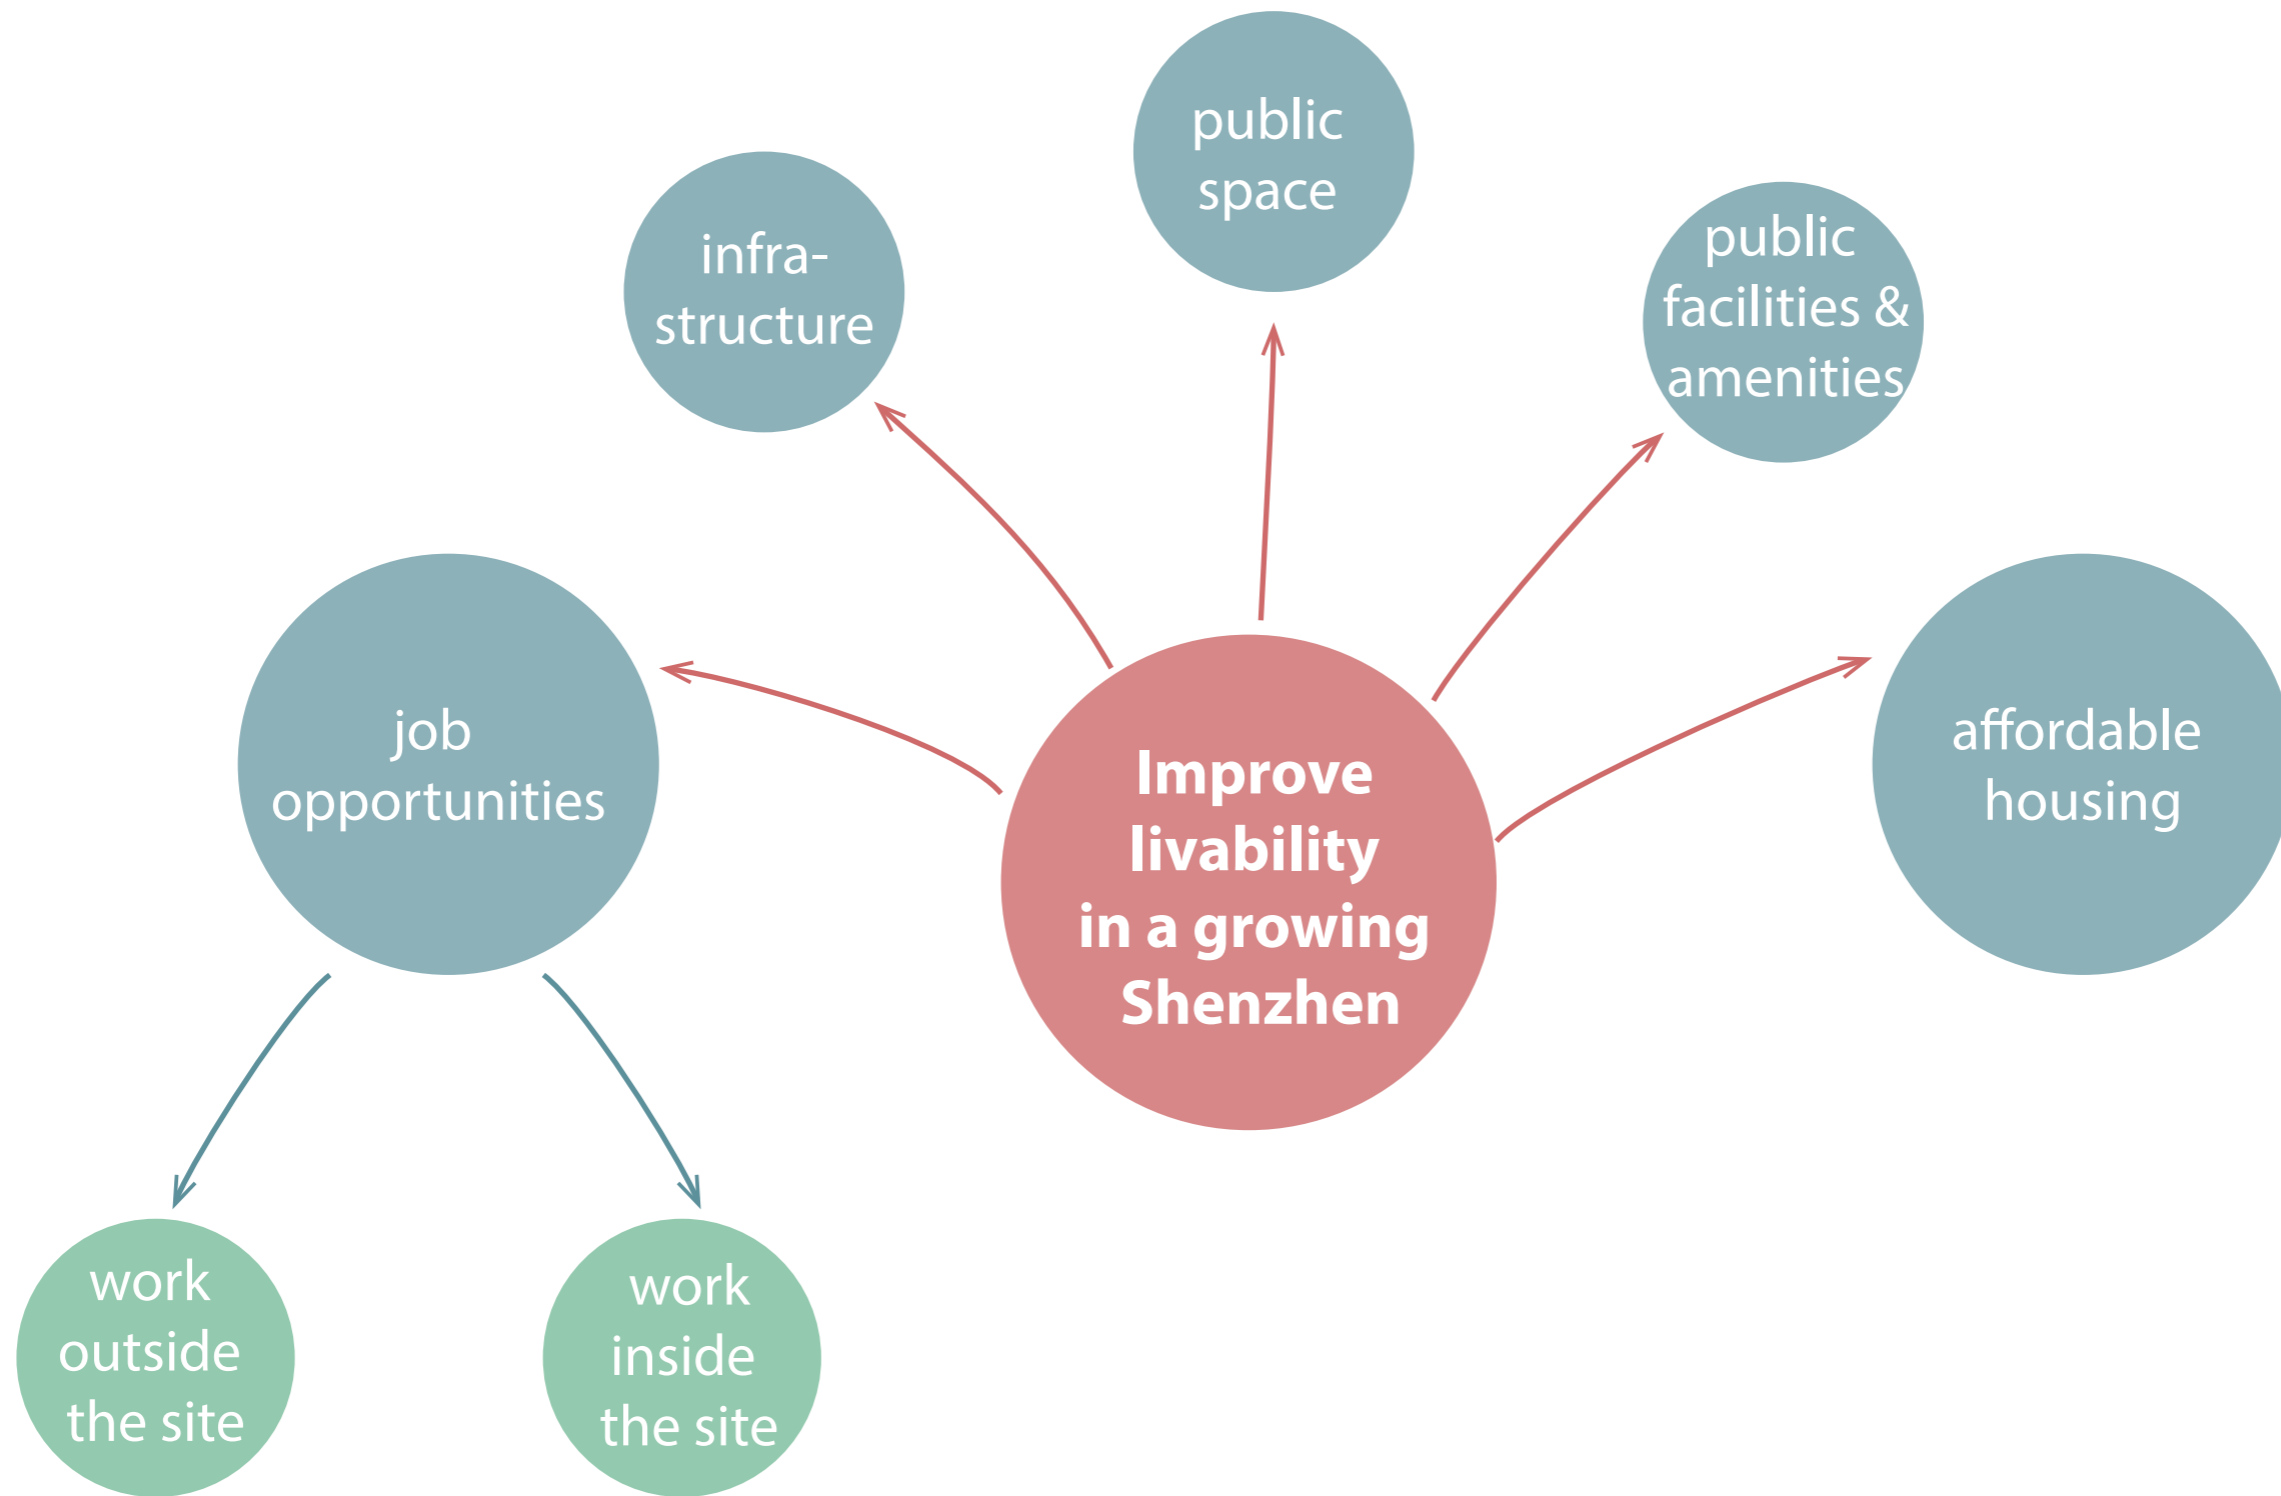 public
space
infra-
structure
public
facilities &
amenities
job
opportunities
Improve
livability
in a growing
Shenzhen
affordable
housing
work
outside
the site
work
inside
the site